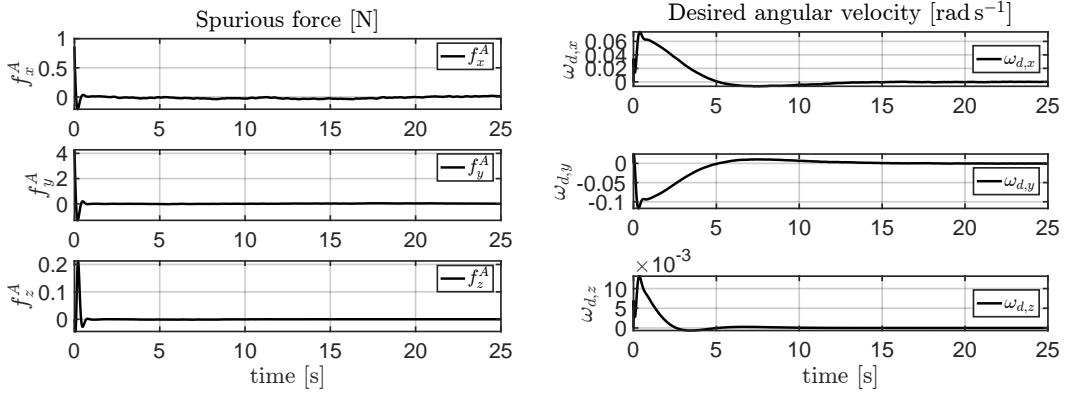 Spurious force [N]
f_x^A
1
0.5
0
f_x^A
0 5 10 15 20 25
f_y^A
4
2
0
f_y^A
0 5 10 15 20 25
f_z^A
0.2
0.1
0
f_z^A
0 5 10 15 20 25
time [s]
Desired angular velocity [rad s⁻¹]
ω_{d,x}
0.06
0.04
0.02
0
ω_{d,x}
0 5 10 15 20 25
ω_{d,y}
0
-0.05
-0.1
ω_{d,y}
0 5 10 15 20 25
×10⁻³
ω_{d,z}
10
5
0
ω_{d,z}
0 5 10 15 20 25
time [s]